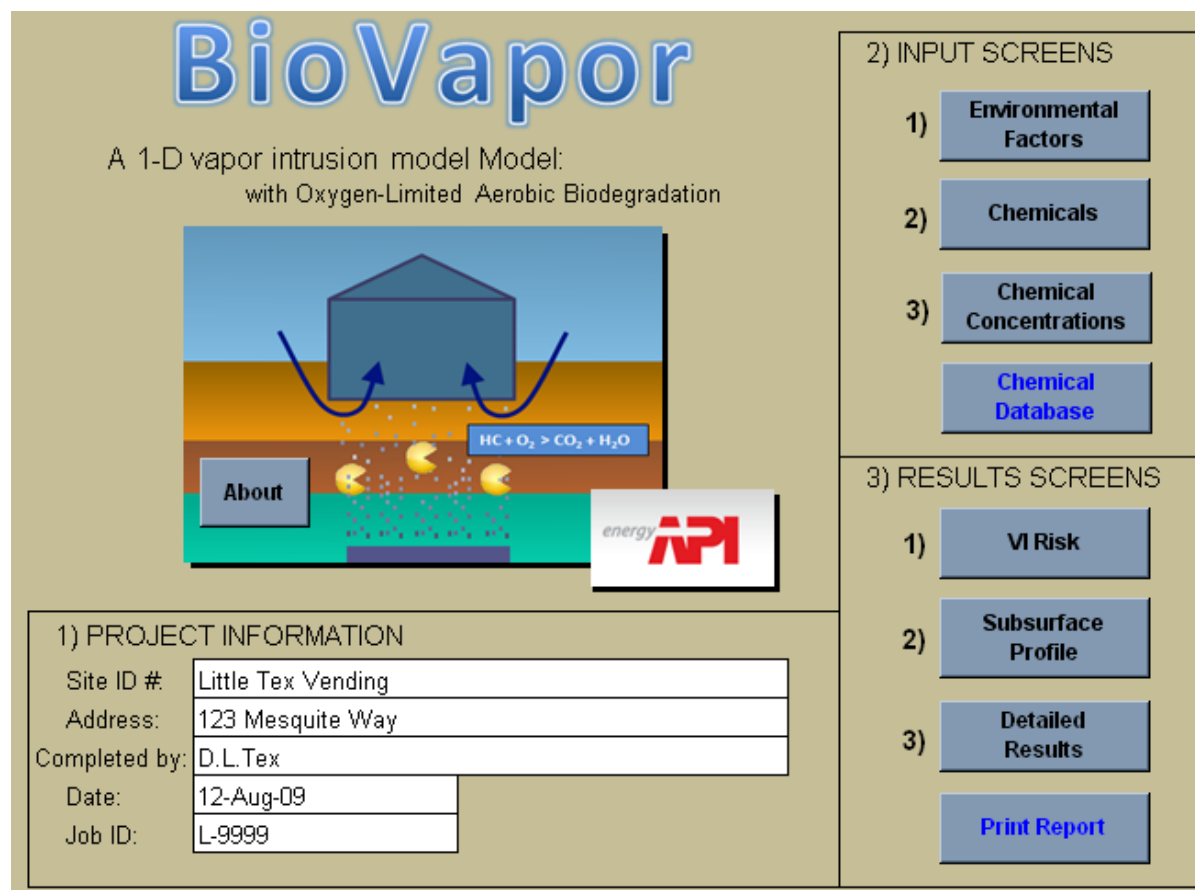 BioVapor
A 1-D vapor intrusion model Model:
with Oxygen-Limited Aerobic Biodegradation
HC + O₂ > CO₂ + H₂O
About
energy API
1) PROJECT INFORMATION
Site ID #: Little Tex Vending
Address: 123 Mesquite Way
Completed by: D.L.Tex
Date: 12-Aug-09
Job ID: L-9999
2) INPUT SCREENS
1) Environmental
Factors
2) Chemicals
3) Chemical
Concentrations
Chemical
Database
3) RESULTS SCREENS
1) VI Risk
2) Subsurface
Profile
3) Detailed
Results
Print Report